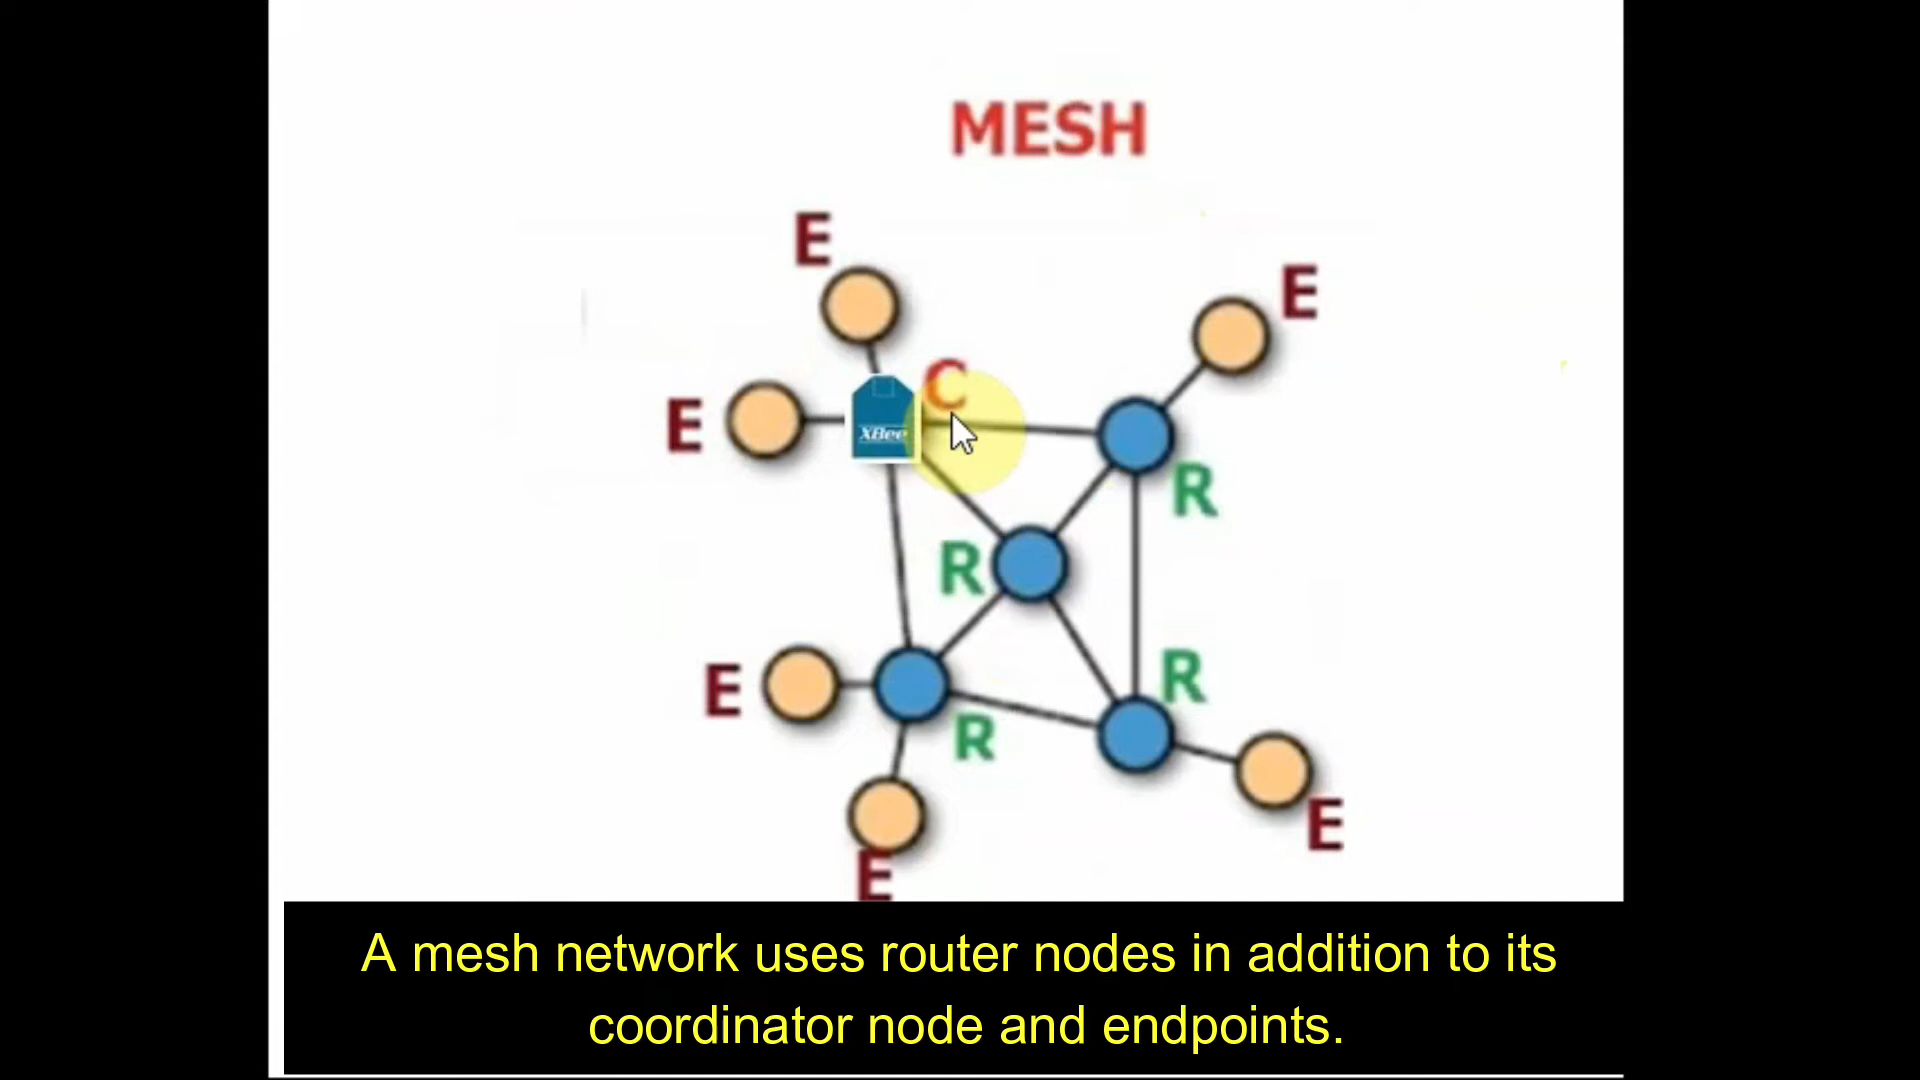 MESH
E
E
C
E
XBee
R
R
E
R
R
E
E
E
A mesh network uses router nodes in addition to its
coordinator node and endpoints.